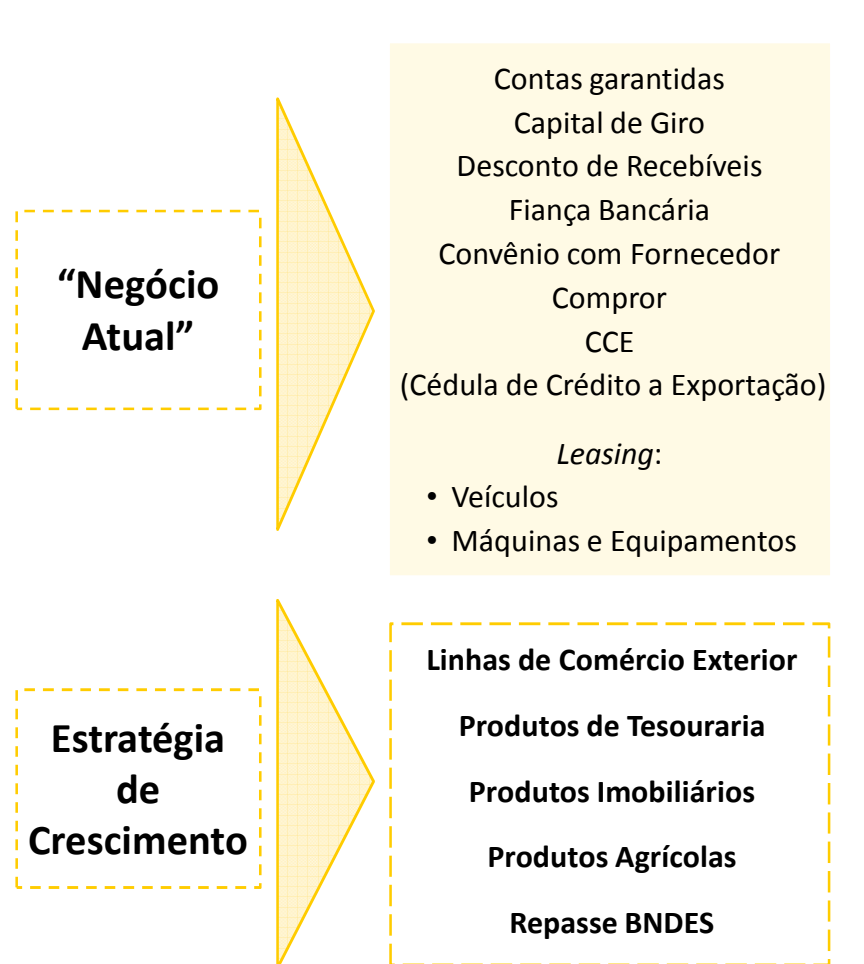 “Negócio
Atual”
Contas garantidas
Capital de Giro
Desconto de Recebíveis
Fiança Bancária
Convênio com Fornecedor
Compror
CCE
(Cédula de Crédito a Exportação)
Leasing:
• Veículos
• Máquinas e Equipamentos
Estratégia
de
Crescimento
Linhas de Comércio Exterior
Produtos de Tesouraria
Produtos Imobiliários
Produtos Agrícolas
Repasse BNDES